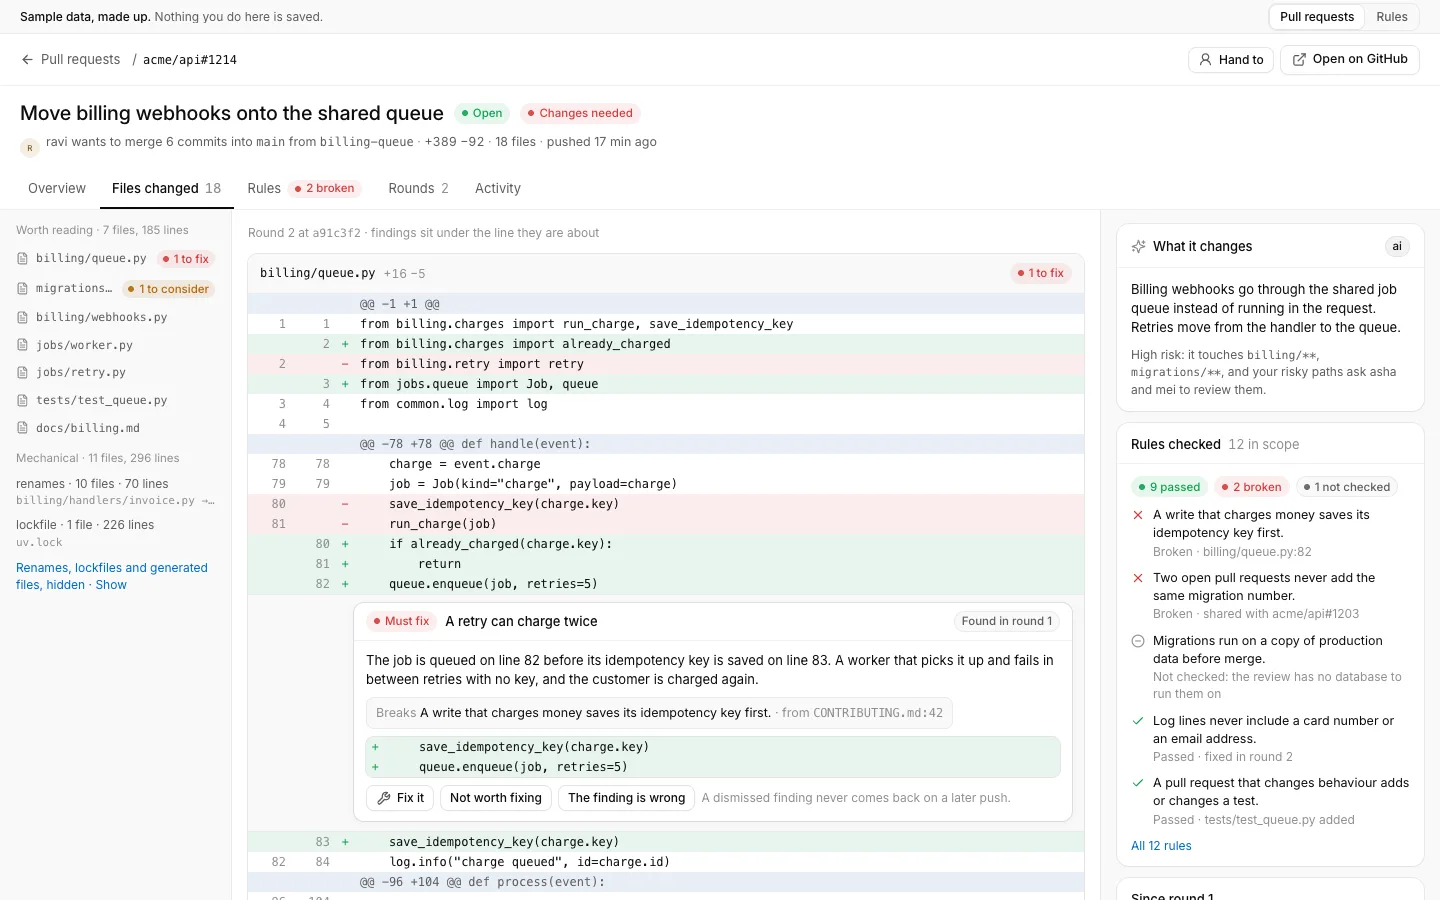 Sample data, made up. Nothing you do here is saved.
Pull requests
Rules
Pull requests / acme/api#1214
Hand to
Open on GitHub
Move billing webhooks onto the shared queue
Open
Changes needed
R
ravi wants to merge 6 commits into main from billing-queue · +389 −92 · 18 files · pushed 17 min ago
Overview
Files changed 18
Rules 2 broken
Rounds 2
Activity
Worth reading · 7 files, 185 lines
billing/queue.py 1 to fix
migrations… 1 to consider
billing/webhooks.py
jobs/worker.py
jobs/retry.py
tests/test_queue.py
docs/billing.md
Mechanical · 11 files, 296 lines
renames · 10 files · 70 lines
billing/handlers/invoice.py →…
lockfile · 1 file · 226 lines
uv.lock
Renames, lockfiles and generated
files, hidden · Show
Round 2 at a91c3f2 · findings sit under the line they are about
billing/queue.py +16 −5
1 to fix
@@ −1 +1 @@
1 1 from billing.charges import run_charge, save_idempotency_key
2 + from billing.charges import already_charged
2 − from billing.retry import retry
3 + from jobs.queue import Job, queue
3 4 from common.log import log
4 5
@@ −78 +78 @@ def handle(event):
78 78 charge = event.charge
79 79 job = Job(kind="charge", payload=charge)
80 − save_idempotency_key(charge.key)
81 − run_charge(job)
80 + if already_charged(charge.key):
81 + return
82 + queue.enqueue(job, retries=5)
Must fix
A retry can charge twice
Found in round 1
The job is queued on line 82 before its idempotency key is saved on line 83. A worker that picks it up and fails in
between retries with no key, and the customer is charged again.
Breaks A write that charges money saves its idempotency key first. · from CONTRIBUTING.md:42
+ save_idempotency_key(charge.key)
+ queue.enqueue(job, retries=5)
Fix it
Not worth fixing
The finding is wrong
A dismissed finding never comes back on a later push.
83 + save_idempotency_key(charge.key)
82 84 log.info("charge queued", id=charge.id)
@@ −96 +104 @@ def process(event):
What it changes
ai
Billing webhooks go through the shared job
queue instead of running in the request.
Retries move from the handler to the queue.
High risk: it touches billing/**,
migrations/**, and your risky paths ask asha
and mei to review them.
Rules checked 12 in scope
9 passed
2 broken
1 not checked
A write that charges money saves its
idempotency key first.
Broken · billing/queue.py:82
Two open pull requests never add the
same migration number.
Broken · shared with acme/api#1203
Migrations run on a copy of production
data before merge.
Not checked: the review has no database to
run them on
Log lines never include a card number or
an email address.
Passed · fixed in round 2
A pull request that changes behaviour adds
or changes a test.
Passed · tests/test_queue.py added
All 12 rules
Since round 1